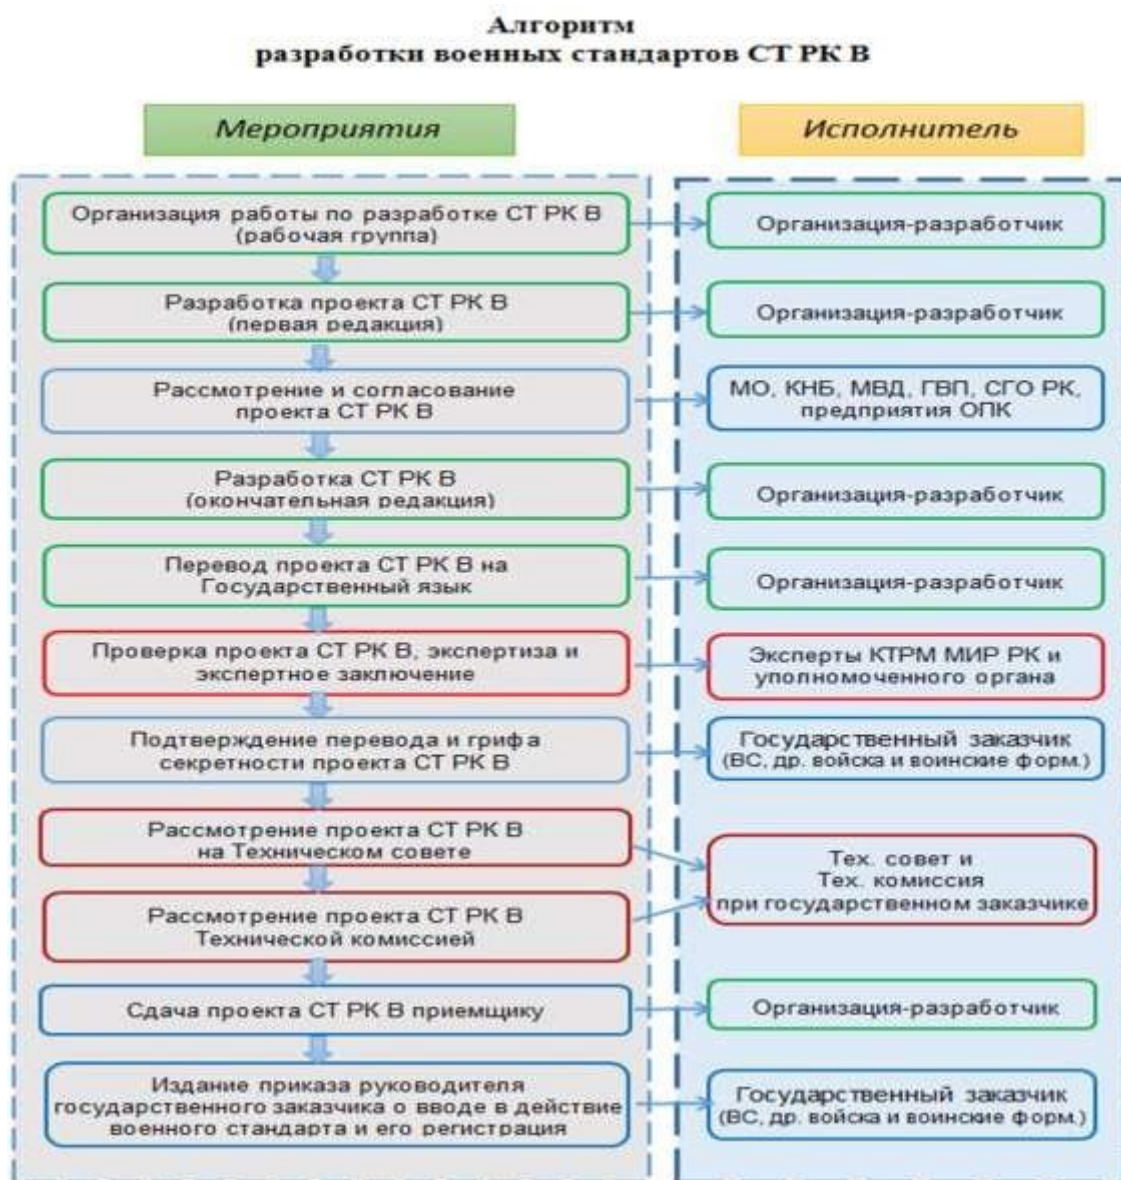 Алгоритм
разработки военных стандартов СТ РК В
Мероприятия
Исполнитель
Организация работы по разработке СТ РК В
(рабочая группа)
Организация-разработчик
Разработка проекта СТ РК В
(первая редакция)
Организация-разработчик
Рассмотрение и согласование
проекта СТ РК В
МО, КНБ, МВД, ГВП, СГО РК,
предприятия ОПК
Разработка СТ РК В
(окончательная редакция)
Организация-разработчик
Перевод проекта СТ РК В на
Государственный язык
Организация-разработчик
Проверка проекта СТ РК В, экспертиза и
экспертное заключение
Эксперты КТРМ МИР РК и
уполномоченного органа
Подтверждение перевода и грифа
секретности проекта СТ РК В
Государственный заказчик
(ВС, др. войска и воинские форм.)
Рассмотрение проекта СТ РК В
на Техническом совете
Рассмотрение проекта СТ РК В
Технической комиссией
Тех. совет и
Тех. комиссия
при государственном заказчике
Сдача проекта СТ РК В приемщику
Организация-разработчик
Издание приказа руководителя
государственного заказчика о вводе в действие
военного стандарта и его регистрация
Государственный заказчик
(ВС, др. войска и воинские форм.)